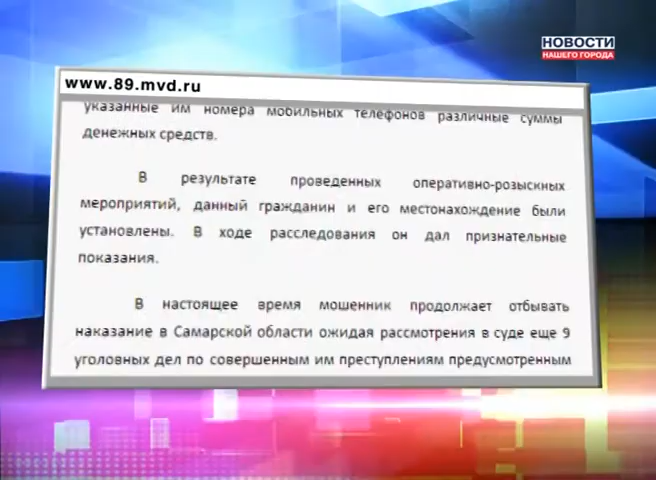 НОВОСТИ
НАШЕГО ГОРОДА
www.89.mvd.ru
указанные им номера мобильных телефонов различные суммы
денежных средств.
В результате проведенных оперативно-розыскных
мероприятий, данный гражданин и его местонахождение были
установлены. В ходе расследования он дал признательные
показания.
В настоящее время мошенник продолжает отбывать
наказание в Самарской области ожидая рассмотрения в суде еще 9
уголовных дел по совершенным им преступлениям предусмотренным